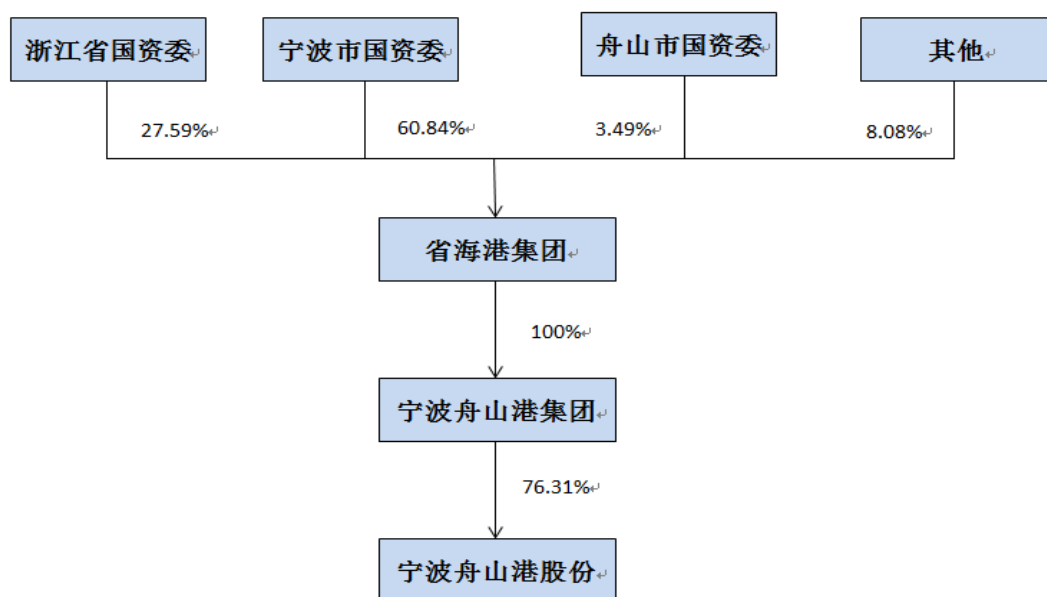 浙江省国资委
宁波市国资委
舟山市国资委
其他
27.59%
60.84%
3.49%
8.08%
省海港集团
100%
宁波舟山港集团
76.31%
宁波舟山港股份